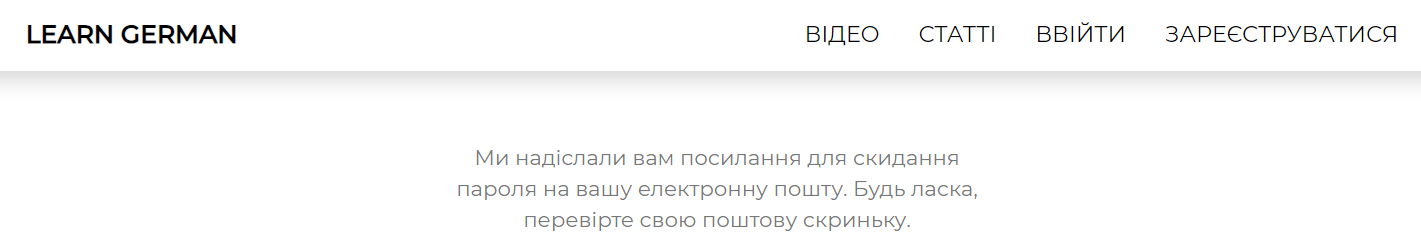 LEARN GERMAN ВІДЕО СТАТТІ ВВІЙТИ ЗАРЕЄСТРУВАТИСЯ
Ми надіслали вам посилання для скидання
пароля на вашу електронну пошту. Будь ласка,
перевірте свою поштову скриньку.